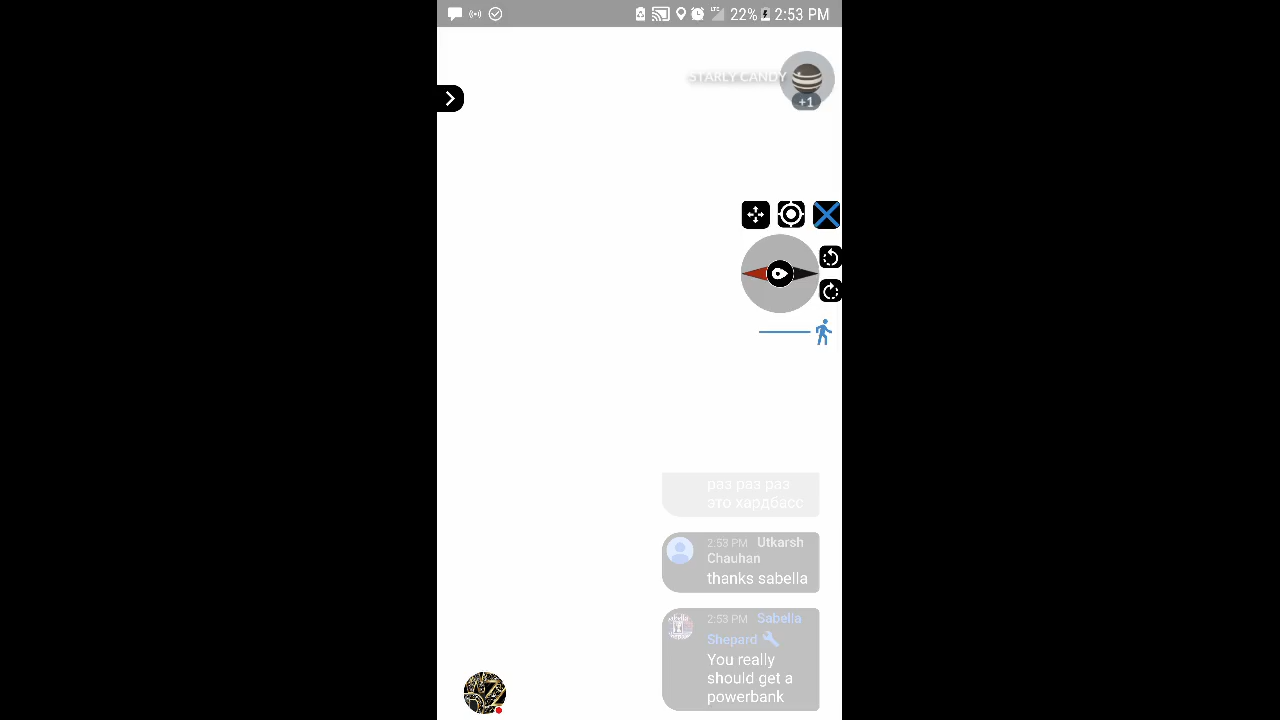 LTE 22% 2:53 PM
STARLY CANDY
+1
раз раз раз
это хардбасс
2:53 PM Utkarsh
Chauhan
thanks sabella
2:53 PM Sabella
Shepard
You really
should get a
powerbank